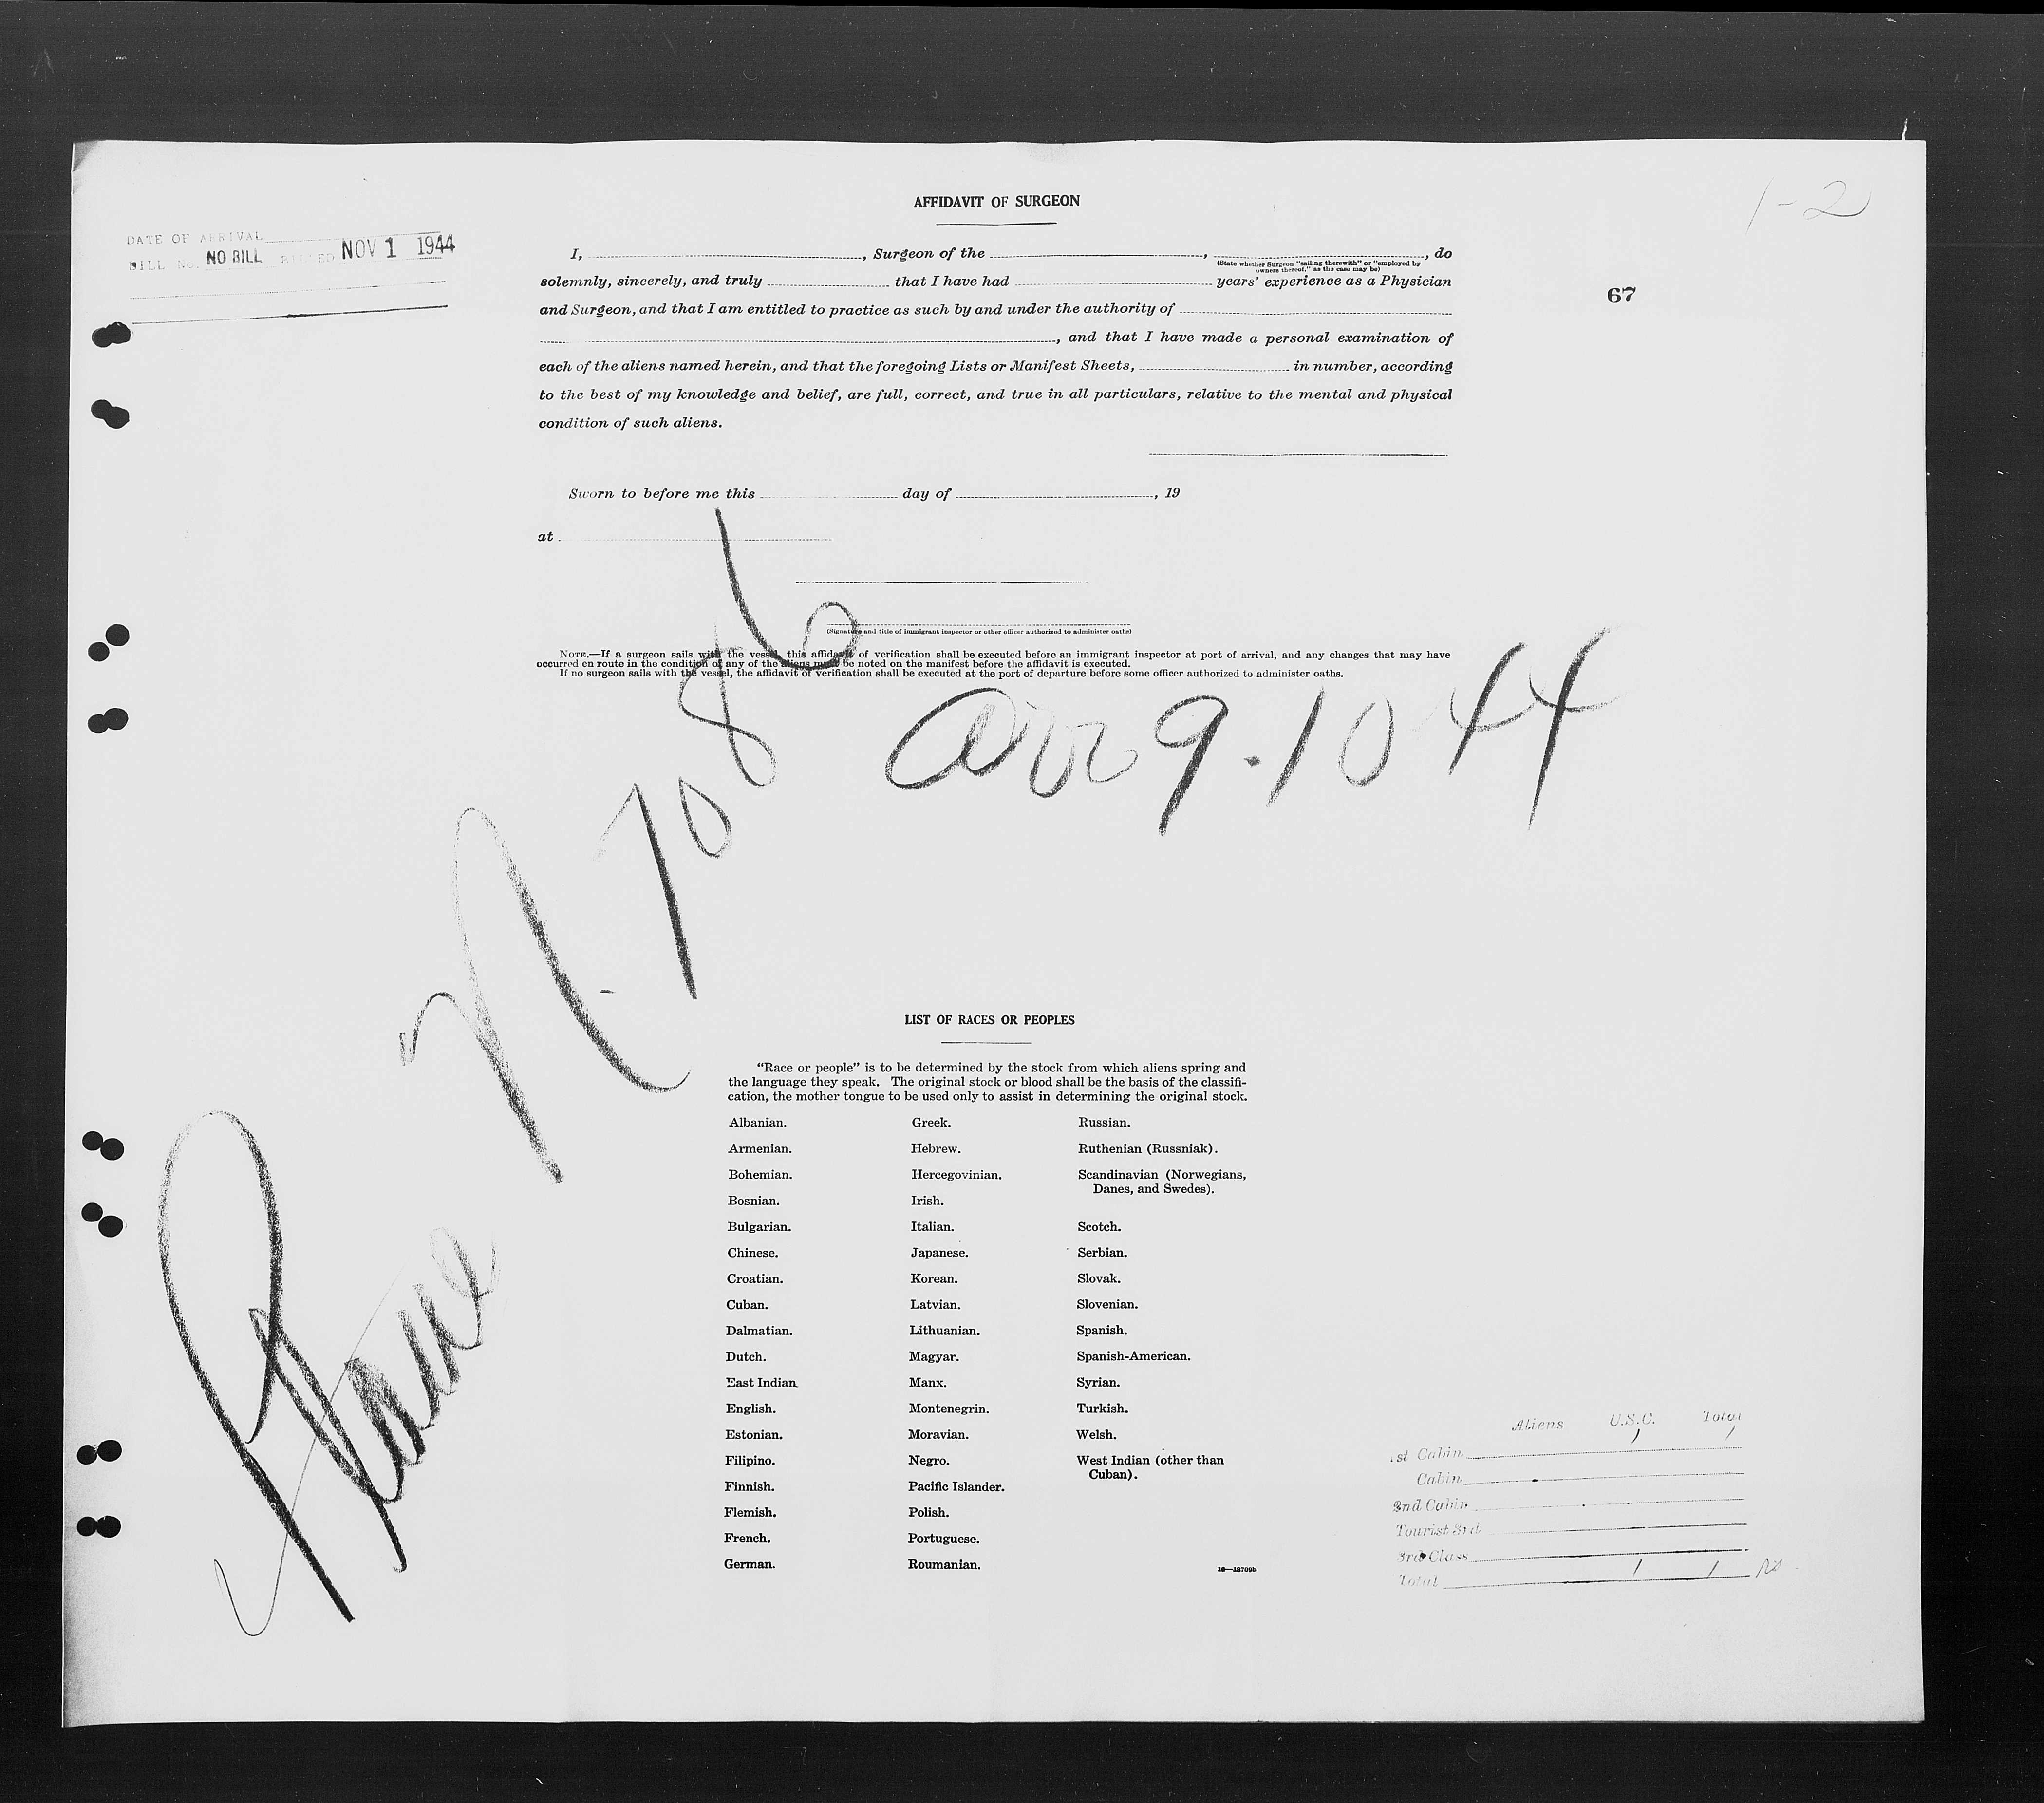 1-2
AFFIDAVIT OF SURGEON
DATE OF ARRIVAL
BILL No. NO BILL BILLED NOV 1 1944
67
I, , Surgeon of the , , do
(State whether Surgeon "sailing therewith" or "employed by
owners thereof," as the case may be)
solemnly, sincerely, and truly that I have had years' experience as a Physician
and Surgeon, and that I am entitled to practice as such by and under the authority of
, and that I have made a personal examination of
each of the aliens named herein, and that the foregoing Lists or Manifest Sheets, in number, according
to the best of my knowledge and belief, are full, correct, and true in all particulars, relative to the mental and physical
condition of such aliens.
Sworn to before me this day of , 19
at
(Signature and title of immigrant inspector or other officer authorized to administer oaths)
NOTE.—If a surgeon sails with the vessel, this affidavit of verification shall be executed before an immigrant inspector at port of arrival, and any changes that may have
occurred en route in the condition of any of the aliens must be noted on the manifest before the affidavit is executed.
If no surgeon sails with the vessel, the affidavit of verification shall be executed at the port of departure before some officer authorized to administer oaths.
Plane N-7086
arr 9.10 44
LIST OF RACES OR PEOPLES
"Race or people" is to be determined by the stock from which aliens spring and
the language they speak. The original stock or blood shall be the basis of the classifi-
cation, the mother tongue to be used only to assist in determining the original stock.
Albanian.
Armenian.
Bohemian.
Bosnian.
Bulgarian.
Chinese.
Croatian.
Cuban.
Dalmatian.
Dutch.
East Indian
English.
Estonian.
Filipino.
Finnish.
Flemish.
French.
German.
Greek.
Hebrew.
Hercegovinian.
Irish.
Italian.
Japanese.
Korean.
Latvian.
Lithuanian.
Magyar.
Manx.
Montenegrin.
Moravian.
Negro.
Pacific Islander.
Polish.
Portuguese.
Roumanian.
Russian.
Ruthenian (Russniak).
Scandinavian (Norwegians,
Danes, and Swedes).
Scotch.
Serbian.
Slovak.
Slovenian.
Spanish.
Spanish-American.
Syrian.
Turkish.
Welsh.
West Indian (other than
Cuban).
16—18709b
Aliens U.S.C. Total
1st Cabin 1 1
Cabin
2nd Cabin
Tourist 3rd
3rd Class
Total 1 1